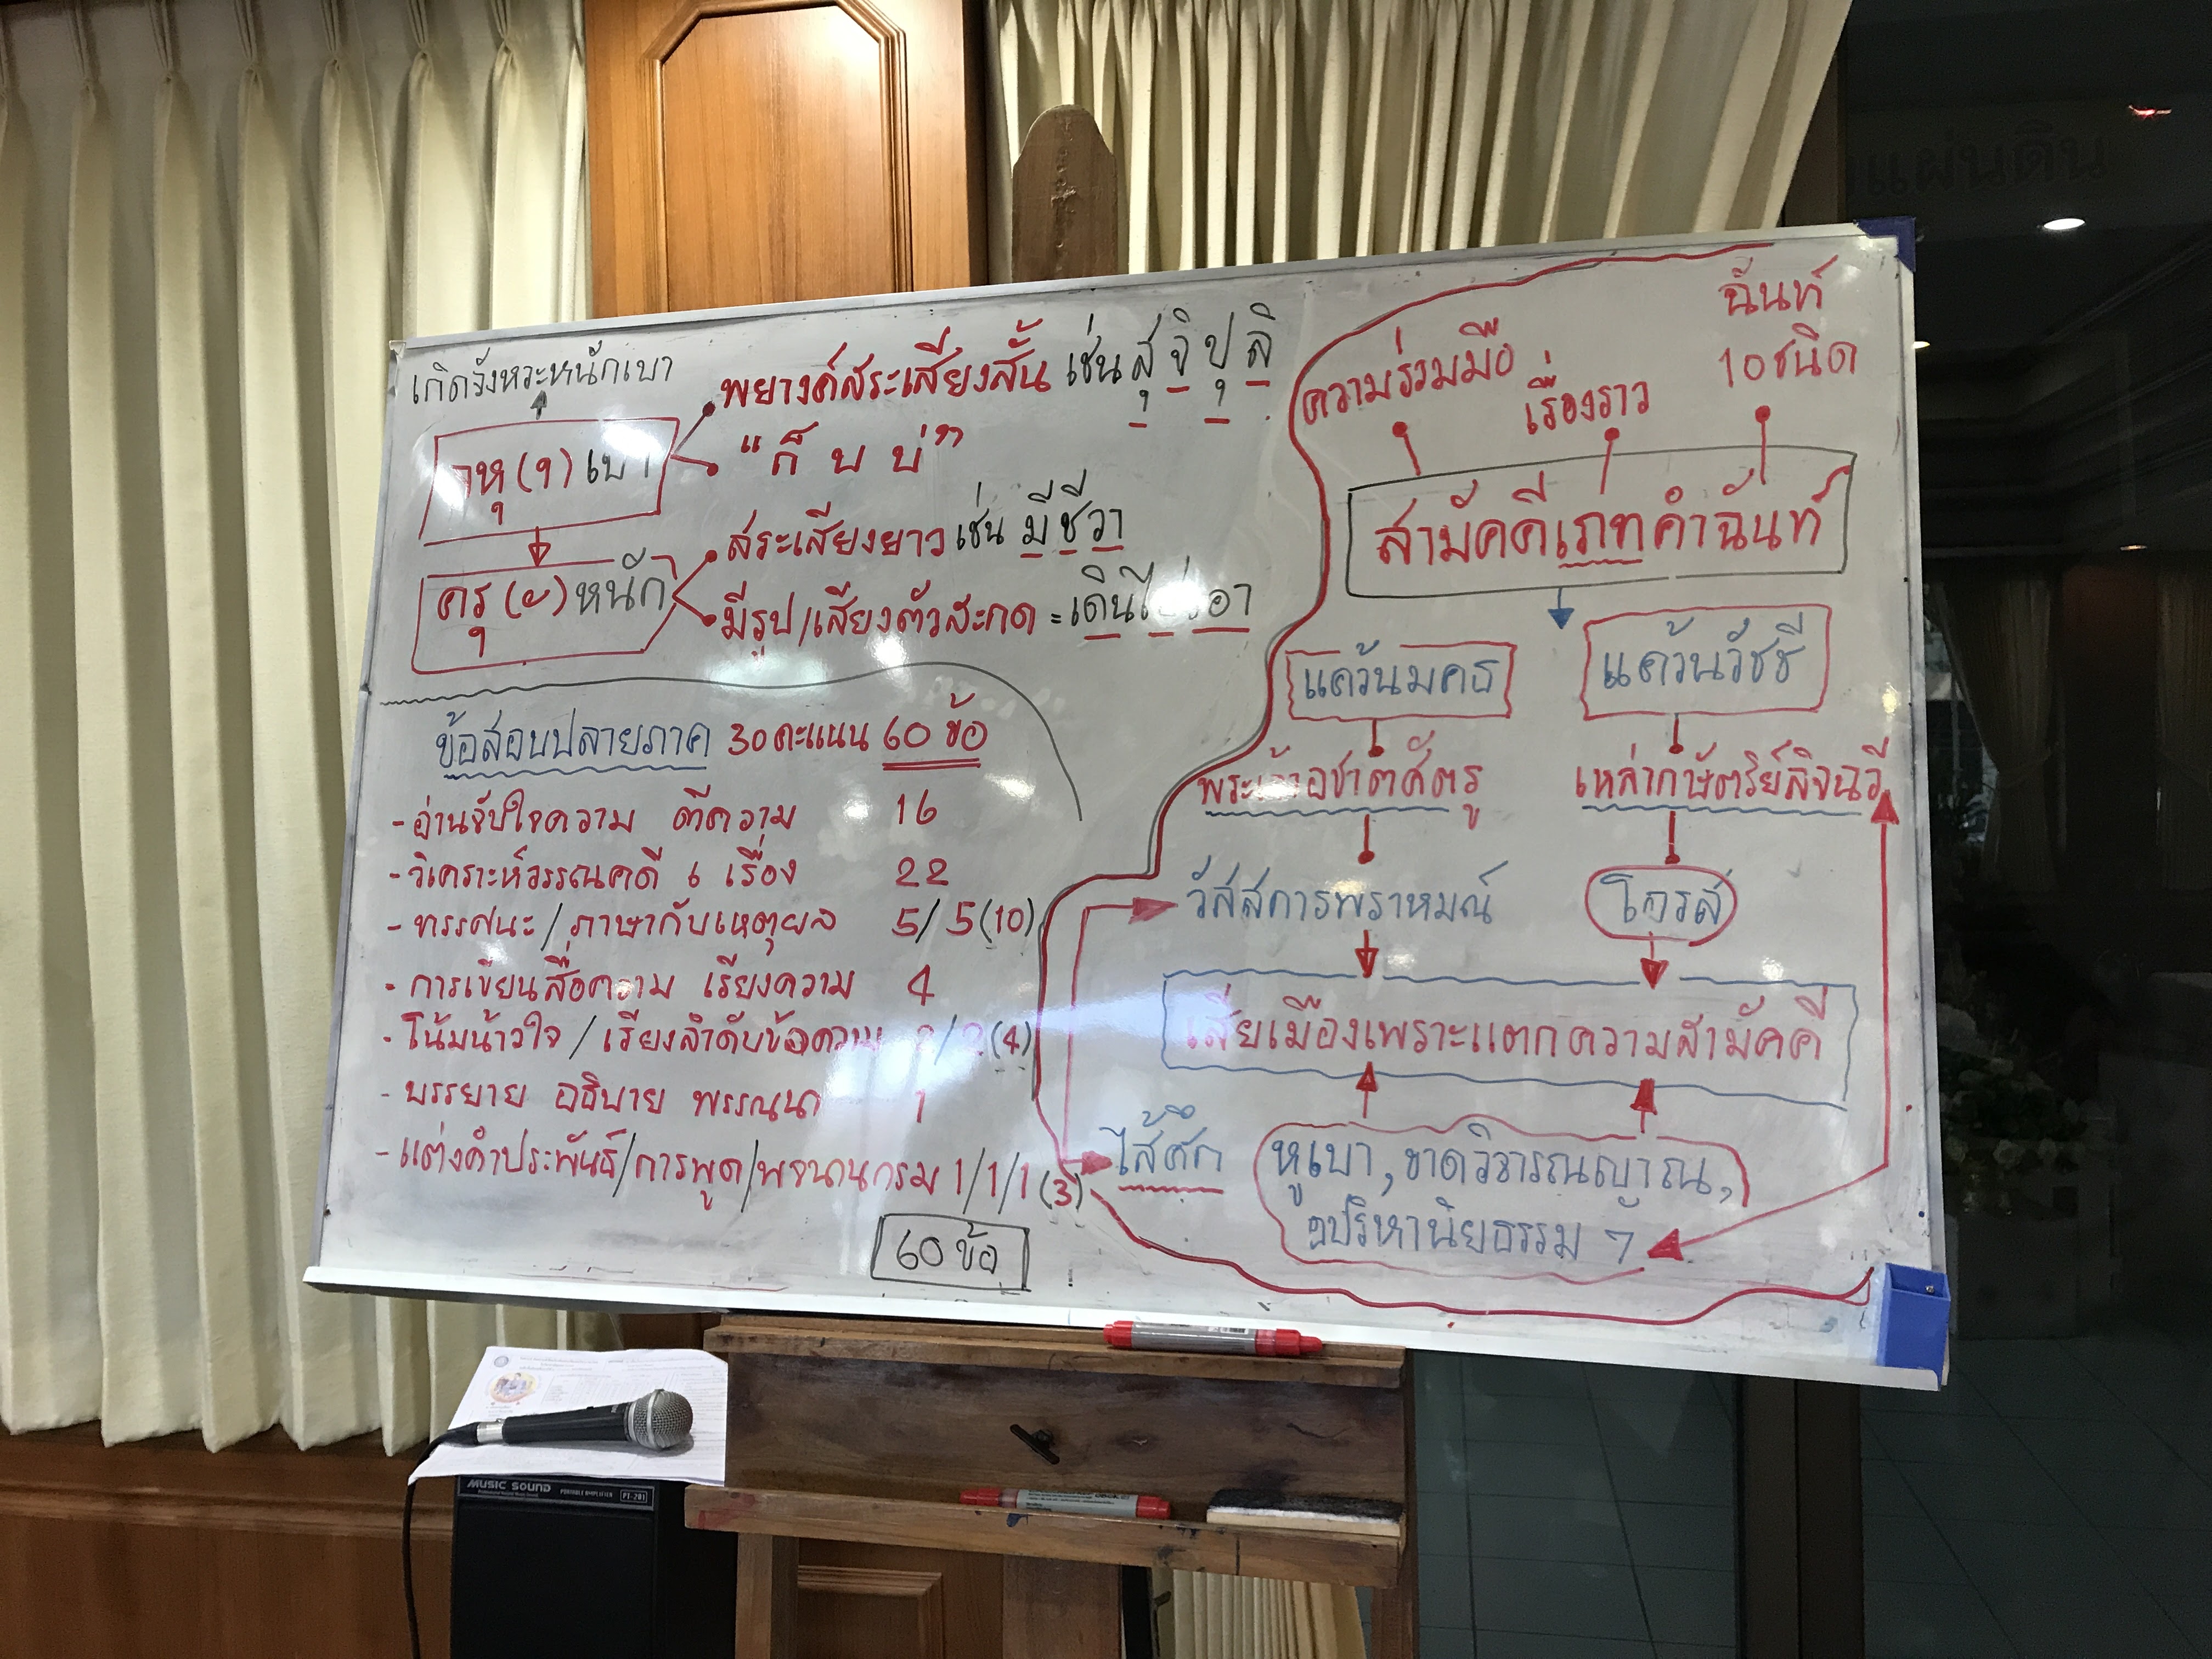 เกิดจังหวะหนักเบา
พยางค์สระเสียงสั้น เช่น สุ จิ ปุ ลิ
ลหุ (ุ) เบา
"ก็ บ บ่"
สระเสียงยาว เช่น มี ชี วา
ครุ (ั) หนัก
มีรูป/เสียงตัวสะกด =
ข้อสอบปลายภาค 30 คะแนน 60 ข้อ
- อ่านจับใจความ ตีความ 16
- วิเคราะห์วรรณคดี 6 เรื่อง 22
- ทรรศนะ/ภาษากับเหตุผล 5/5 (10)
- การเขียนสื่อความ เรียงความ 4
- โน้มน้าวใจ/เรียงลำดับข้อความ 2/2 (4)
- บรรยาย อธิบาย พรรณนา 1
- แต่งคำประพันธ์/การพูด/พจนานุกรม 1/1/1 (3)
60 ข้อ
ฉันท์
10 ชนิด
ความร่วมมือ
เรื่องราว
สามัคคีเภทคำฉันท์
แคว้นมคธ
แคว้นวัชชี
พระเจ้าอชาตศัตรู
เหล่ากษัตริย์ลิจฉวี
วัสสการพราหมณ์
เสียเมืองเพราะแตกความสามัคคี
ไส้ศึก
หูเบา, ขาดวิจารณญาณ,
อปริหานิยธรรม 7
แผ่นดิน
MUSIC SOUND
PORTABLE AMPLIFIER
PT-201